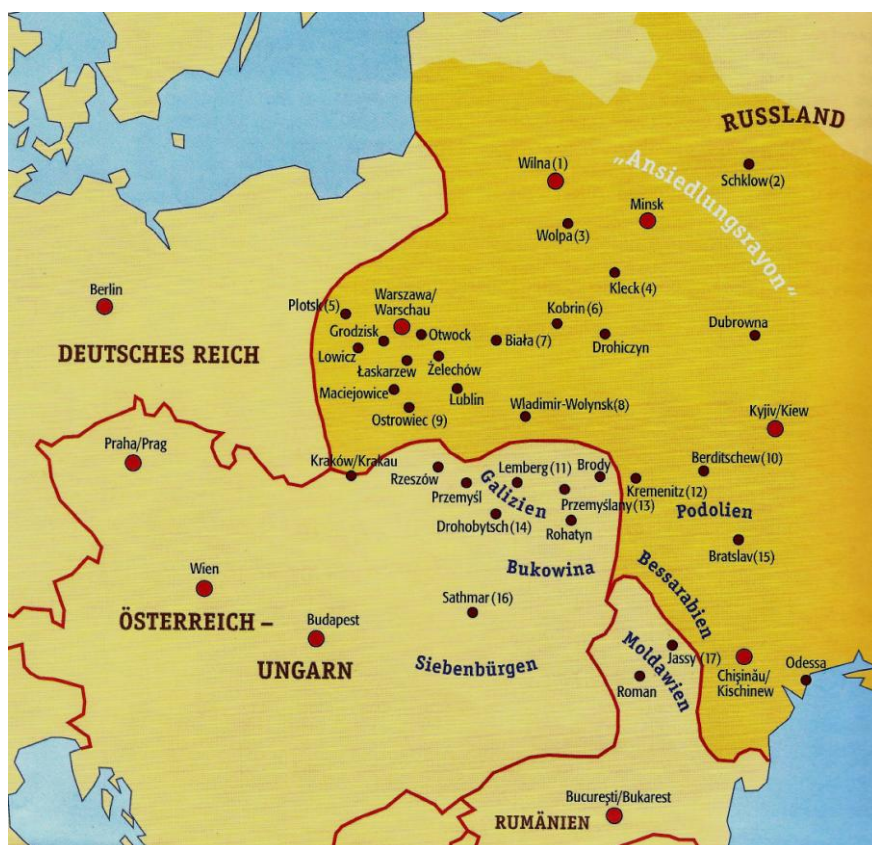 RUSSLAND
„Ansiedlungsrayon“
Wilna (1)
Schklow (2)
Minsk
Wolpa (3)
Kleck (4)
Berlin
Plotsk (5)
Warszawa/
Warschau
Kobrin (6)
Grodzisk
Otwock
Biała (7)
Drohiczyn
Dubrowna
DEUTSCHES REICH
Lowicz
Łaskarzew
Żelechów
Maciejowice
Lublin
Ostrowiec (9)
Wladimir-Wolynsk (8)
Kyjiv/Kiew
Praha/Prag
Kraków/Krakau
Rzeszów
Lemberg (11)
Brody
Berditschew (10)
Galizien
Przemyśl
Kremenitz (12)
Przemyślany (13)
Podolien
Drohobytsch (14)
Rohatyn
Bratslav (15)
Wien
Bukowina
Bessarabien
Sathmar (16)
ÖSTERREICH –
Budapest
UNGARN
Siebenbürgen
Moldawien
Jassy (17)
Roman
Chişinău/
Kischinew
Odessa
Bucureşti/Bukarest
RUMÄNIEN